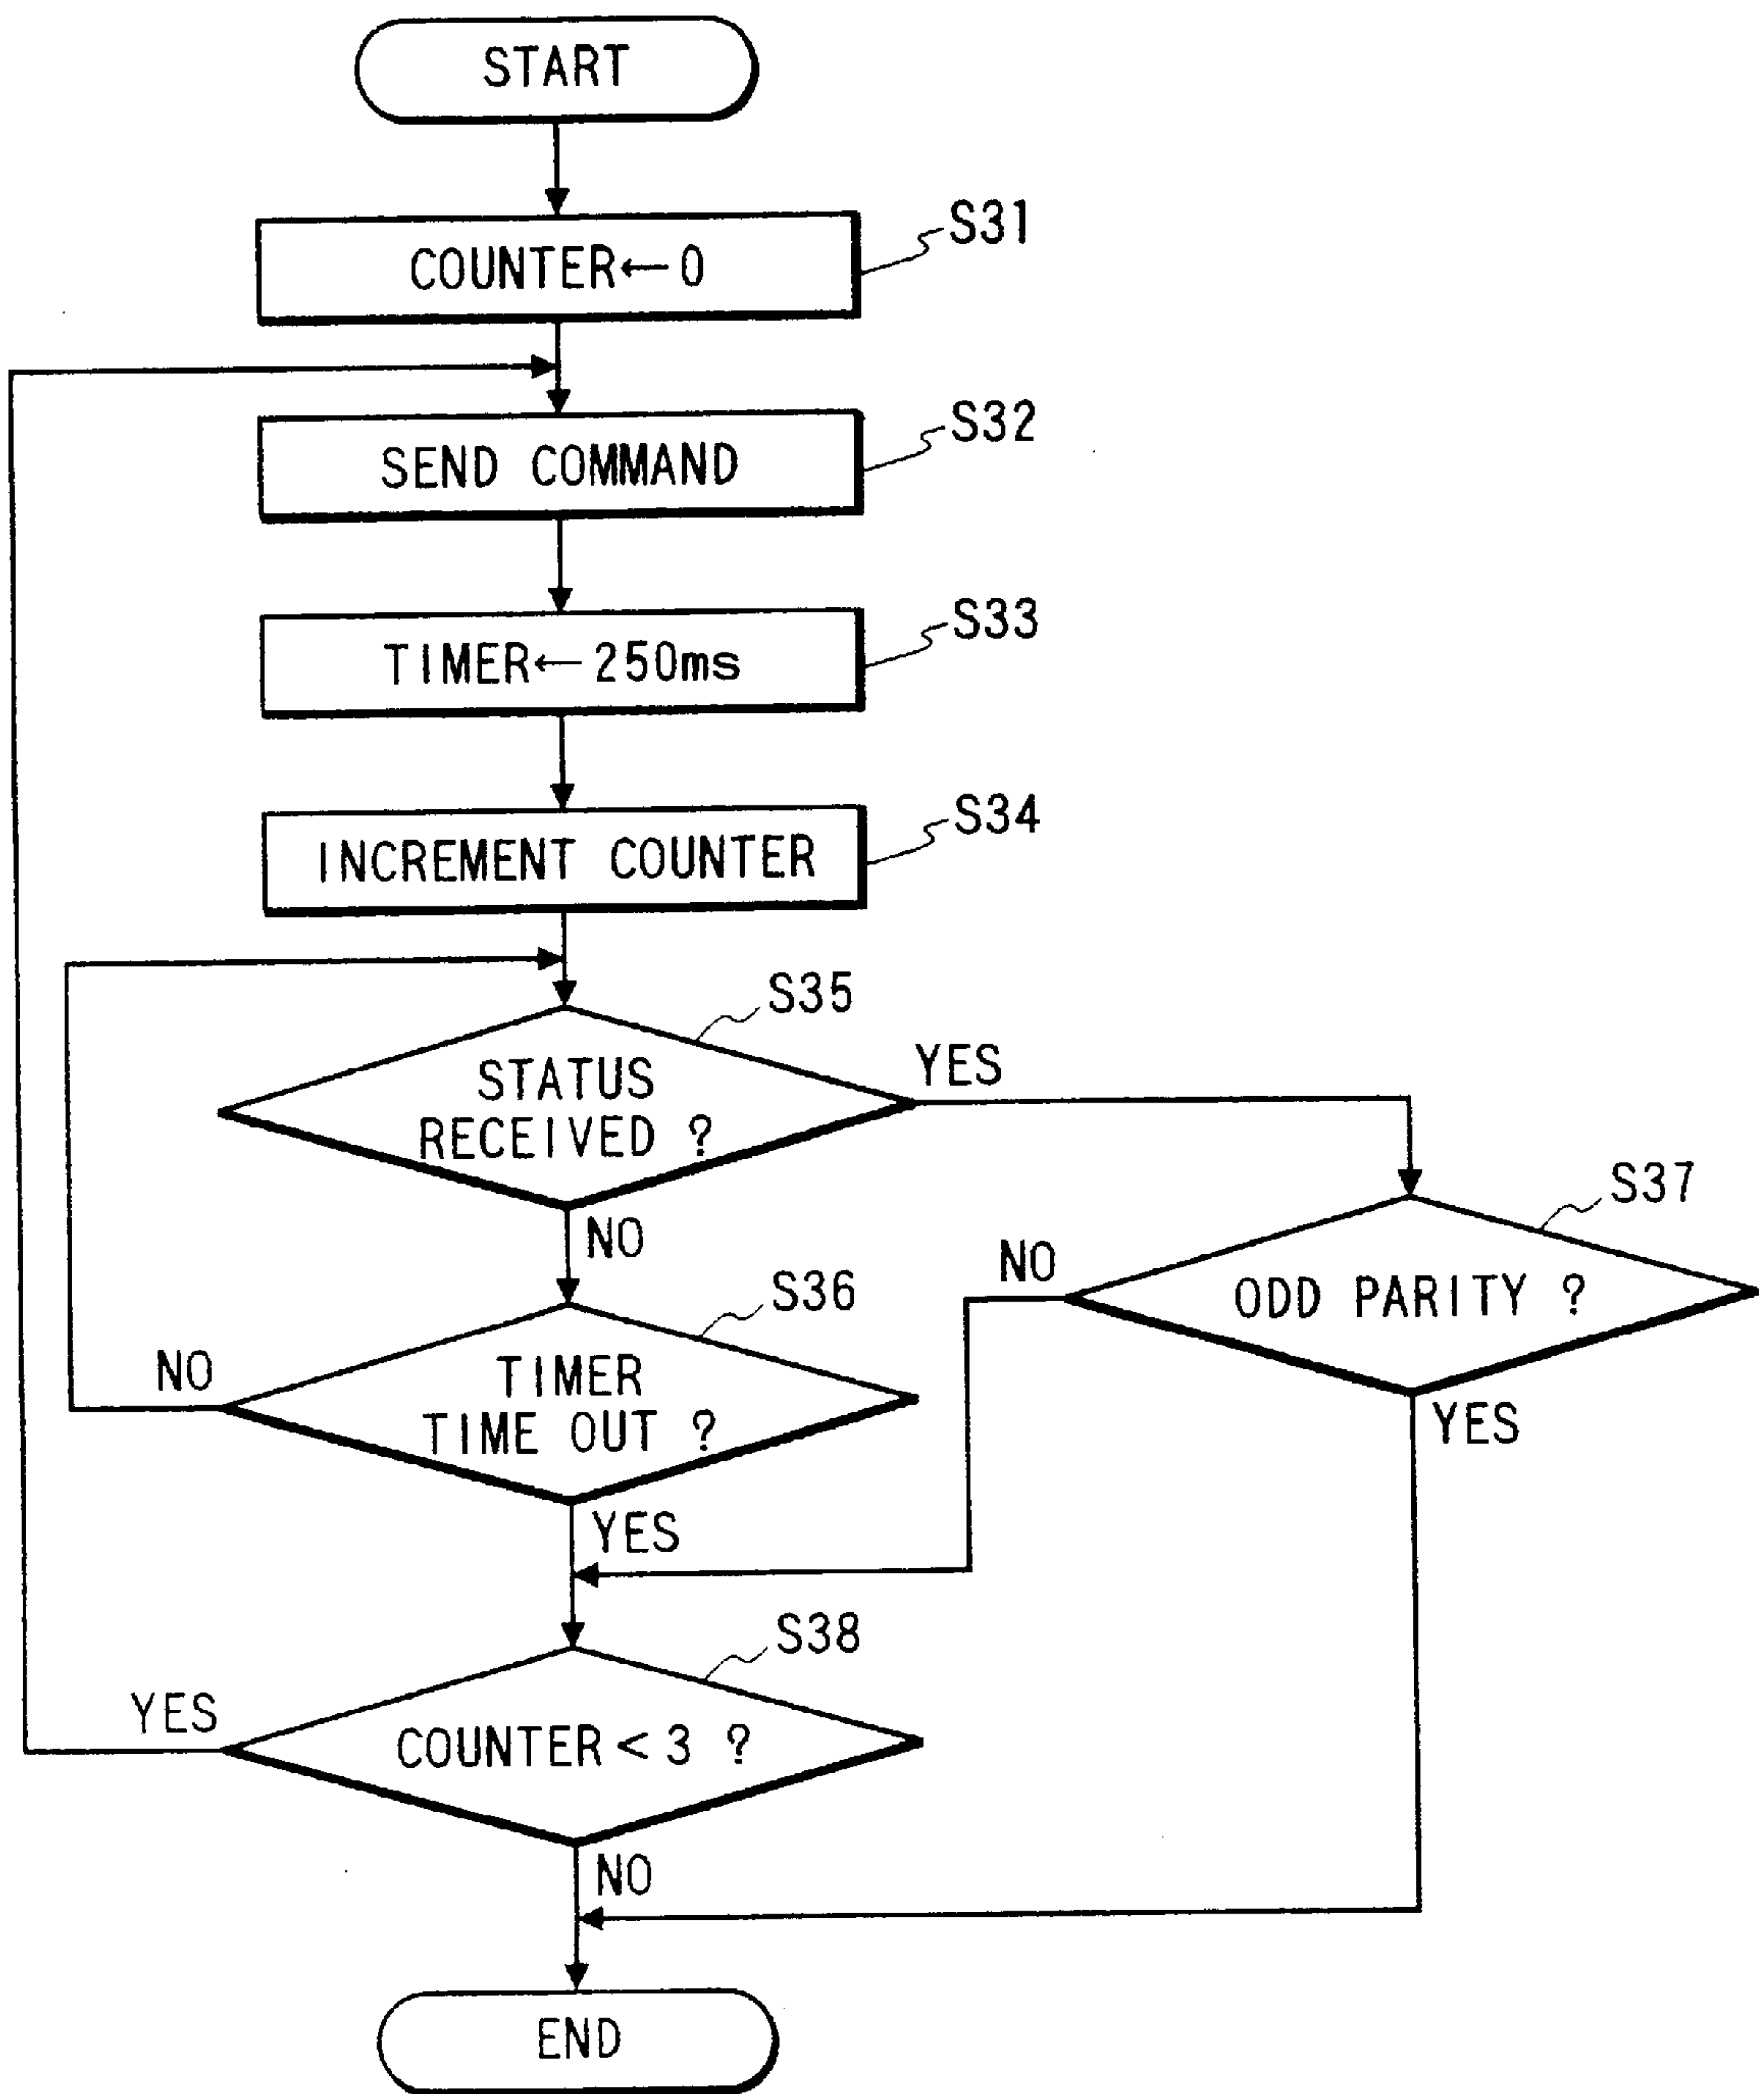 START
COUNTER←0
S31
SEND COMMAND
S32
TIMER←250ms
S33
INCREMENT COUNTER
S34
S35
STATUS
RECEIVED ?
YES
NO
S37
NO
ODD PARITY ?
YES
S36
NO
TIMER
TIME OUT ?
YES
S38
YES
COUNTER<3 ?
NO
END